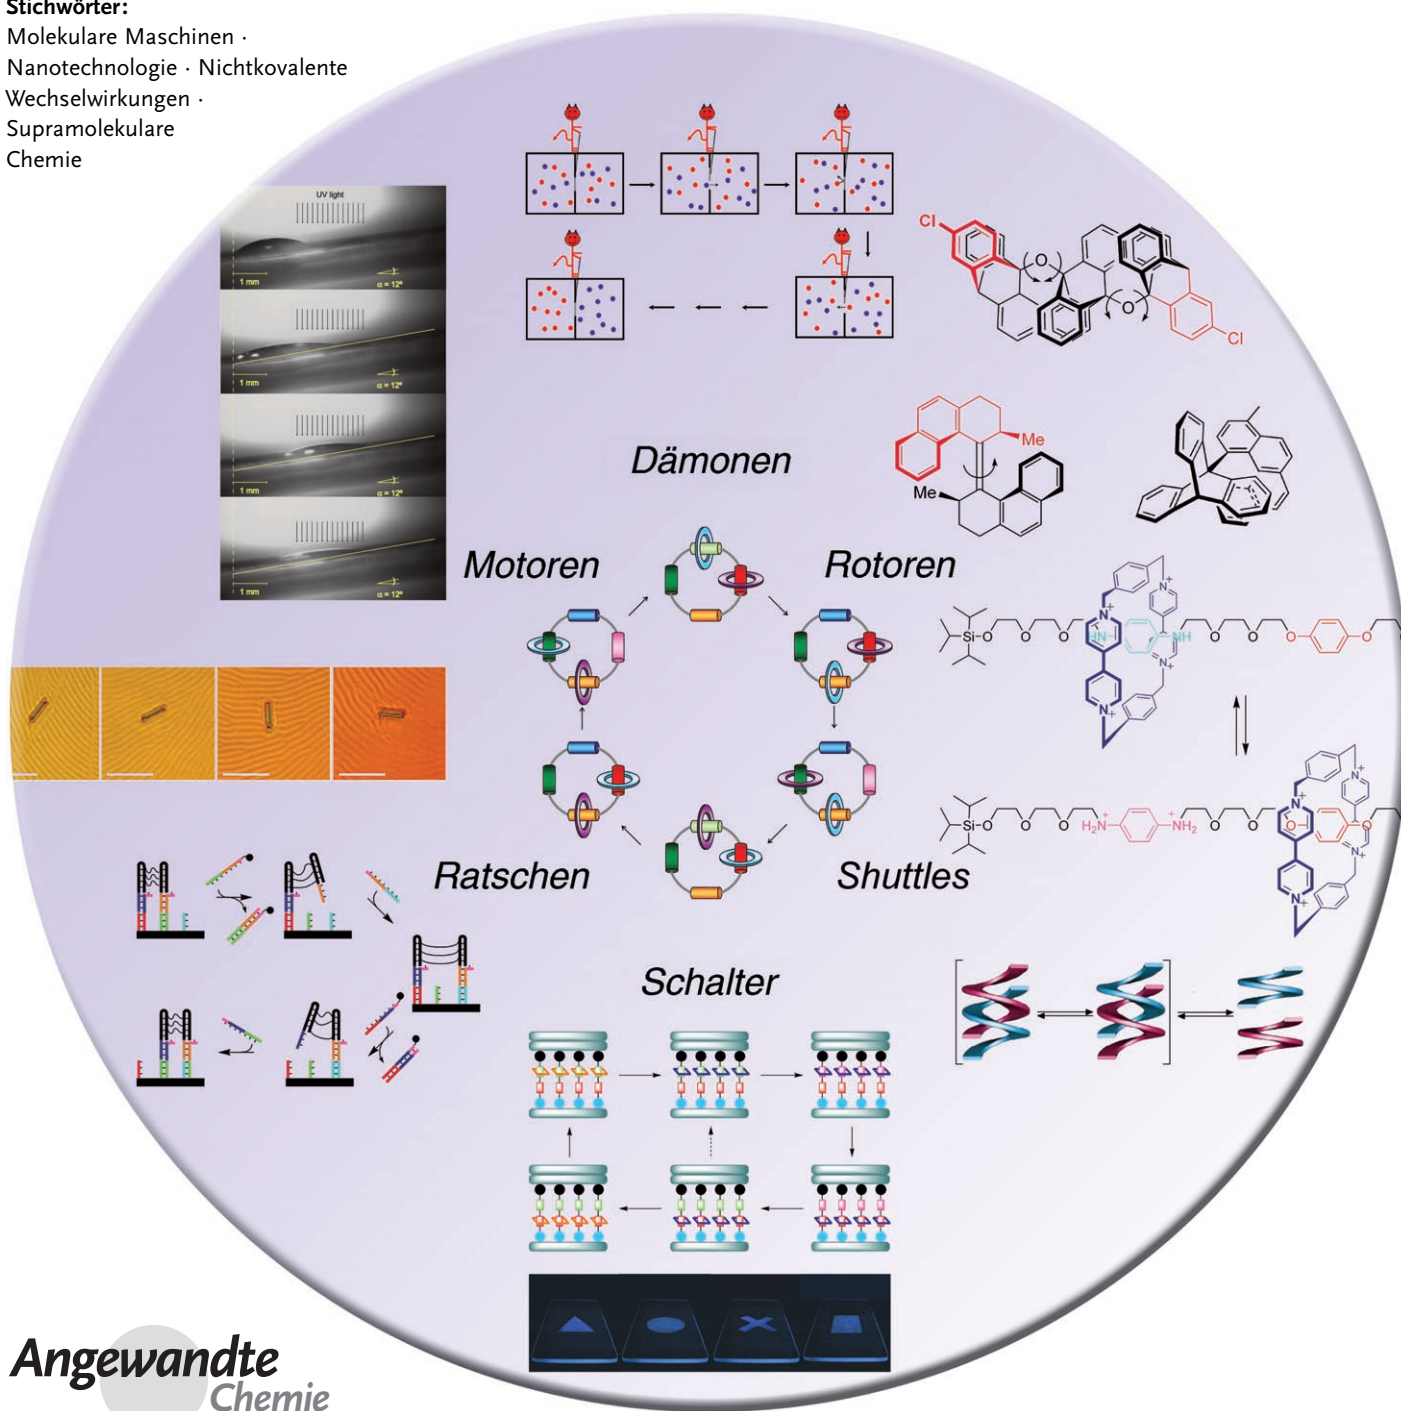 Stichwörter:
Molekulare Maschinen ·
Nanotechnologie · Nichtkovalente
Wechselwirkungen ·
Supramolekulare
Chemie
UV light
1 mm
α = 12°
1 mm
α = 12°
1 mm
α = 12°
1 mm
α = 12°
Cl
O
O
Cl
Me
Me
Dämonen
Motoren
Rotoren
Ratschen
Shuttles
Schalter
N+
N+
Si
O
O
O
HN
NH
O
O
O
O
N+
N+
N+
N+
Si
O
O
O
H₂N+
+NH₂
O
O
O
O
N+
N+
Angewandte
Chemie